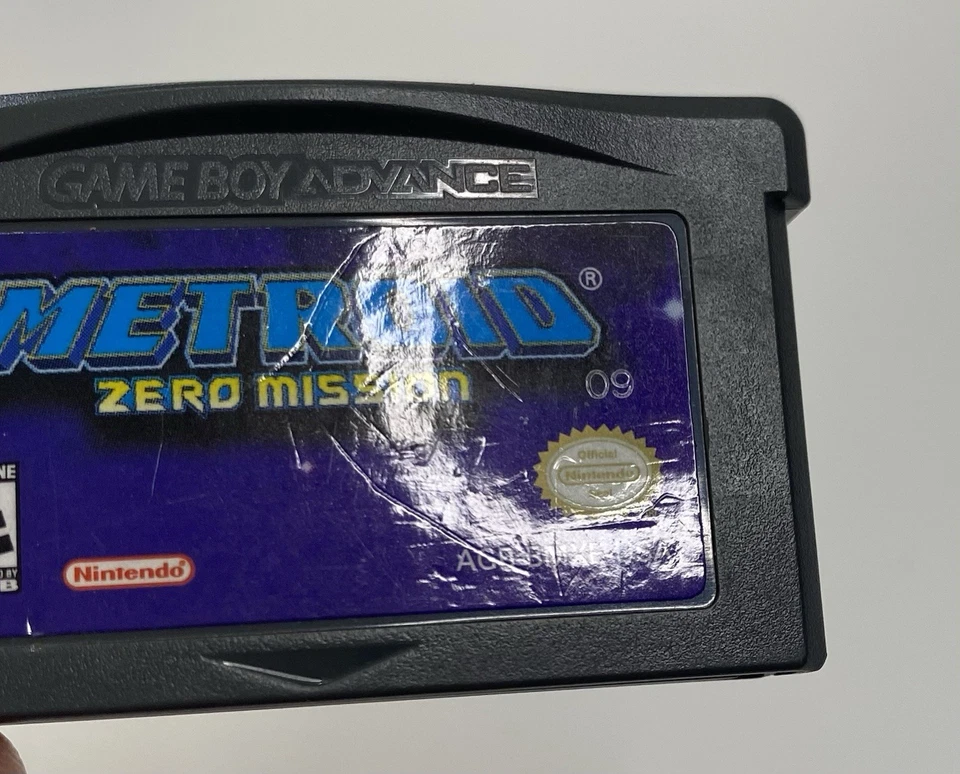 GAME BOY ADVANCE
METROID®
ZERO MISSION
09
Official
Nintendo
Nintendo